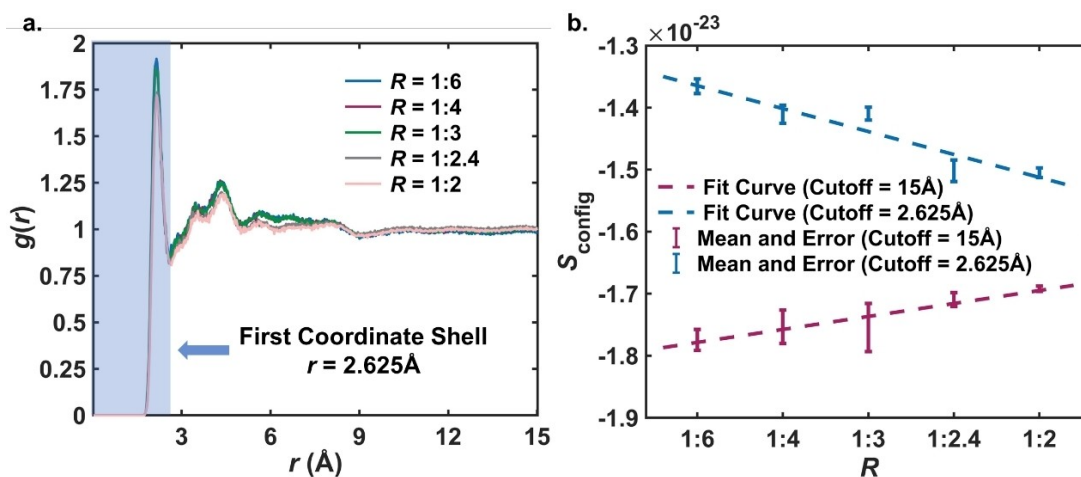 a.
2
1.75
1.5
1.25
1
0.75
0.5
0.25
0
g(r)
R = 1:6
R = 1:4
R = 1:3
R = 1:2.4
R = 1:2
First Coordinate Shell
r = 2.625Å
3
6
9
12
15
r (Å)
b.
×10⁻²³
-1.3
-1.4
-1.5
-1.6
-1.7
-1.8
-1.9
S_config
Fit Curve (Cutoff = 15Å)
Fit Curve (Cutoff = 2.625Å)
Mean and Error (Cutoff = 15Å)
Mean and Error (Cutoff = 2.625Å)
1:6
1:4
1:3
1:2.4
1:2
R